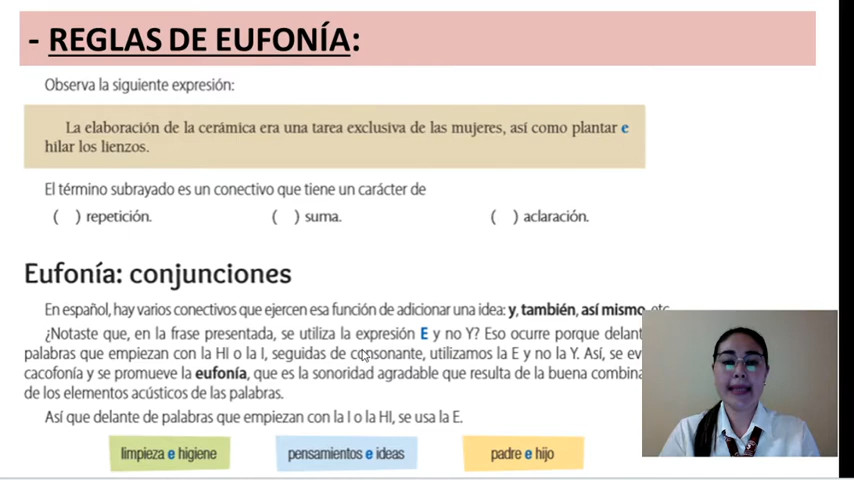 - REGLAS DE EUFONÍA:
Observa la siguiente expresión:
La elaboración de la cerámica era una tarea exclusiva de las mujeres, así como plantar e
hilar los lienzos.
El término subrayado es un conectivo que tiene un carácter de
( ) repetición. ( ) suma. ( ) aclaración.
Eufonía: conjunciones
En español, hay varios conectivos que ejercen esa función de adicionar una idea: y, también, así mismo, etc.
¿Notaste que, en la frase presentada, se utiliza la expresión E y no Y? Eso ocurre porque delant
palabras que empiezan con la HI o la I, seguidas de consonante, utilizamos la E y no la Y. Así, se ev
cacofonía y se promueve la eufonía, que es la sonoridad agradable que resulta de la buena combina
de los elementos acústicos de las palabras.
Así que delante de palabras que empiezan con la I o la HI, se usa la E.
limpieza e higiene pensamientos e ideas padre e hijo